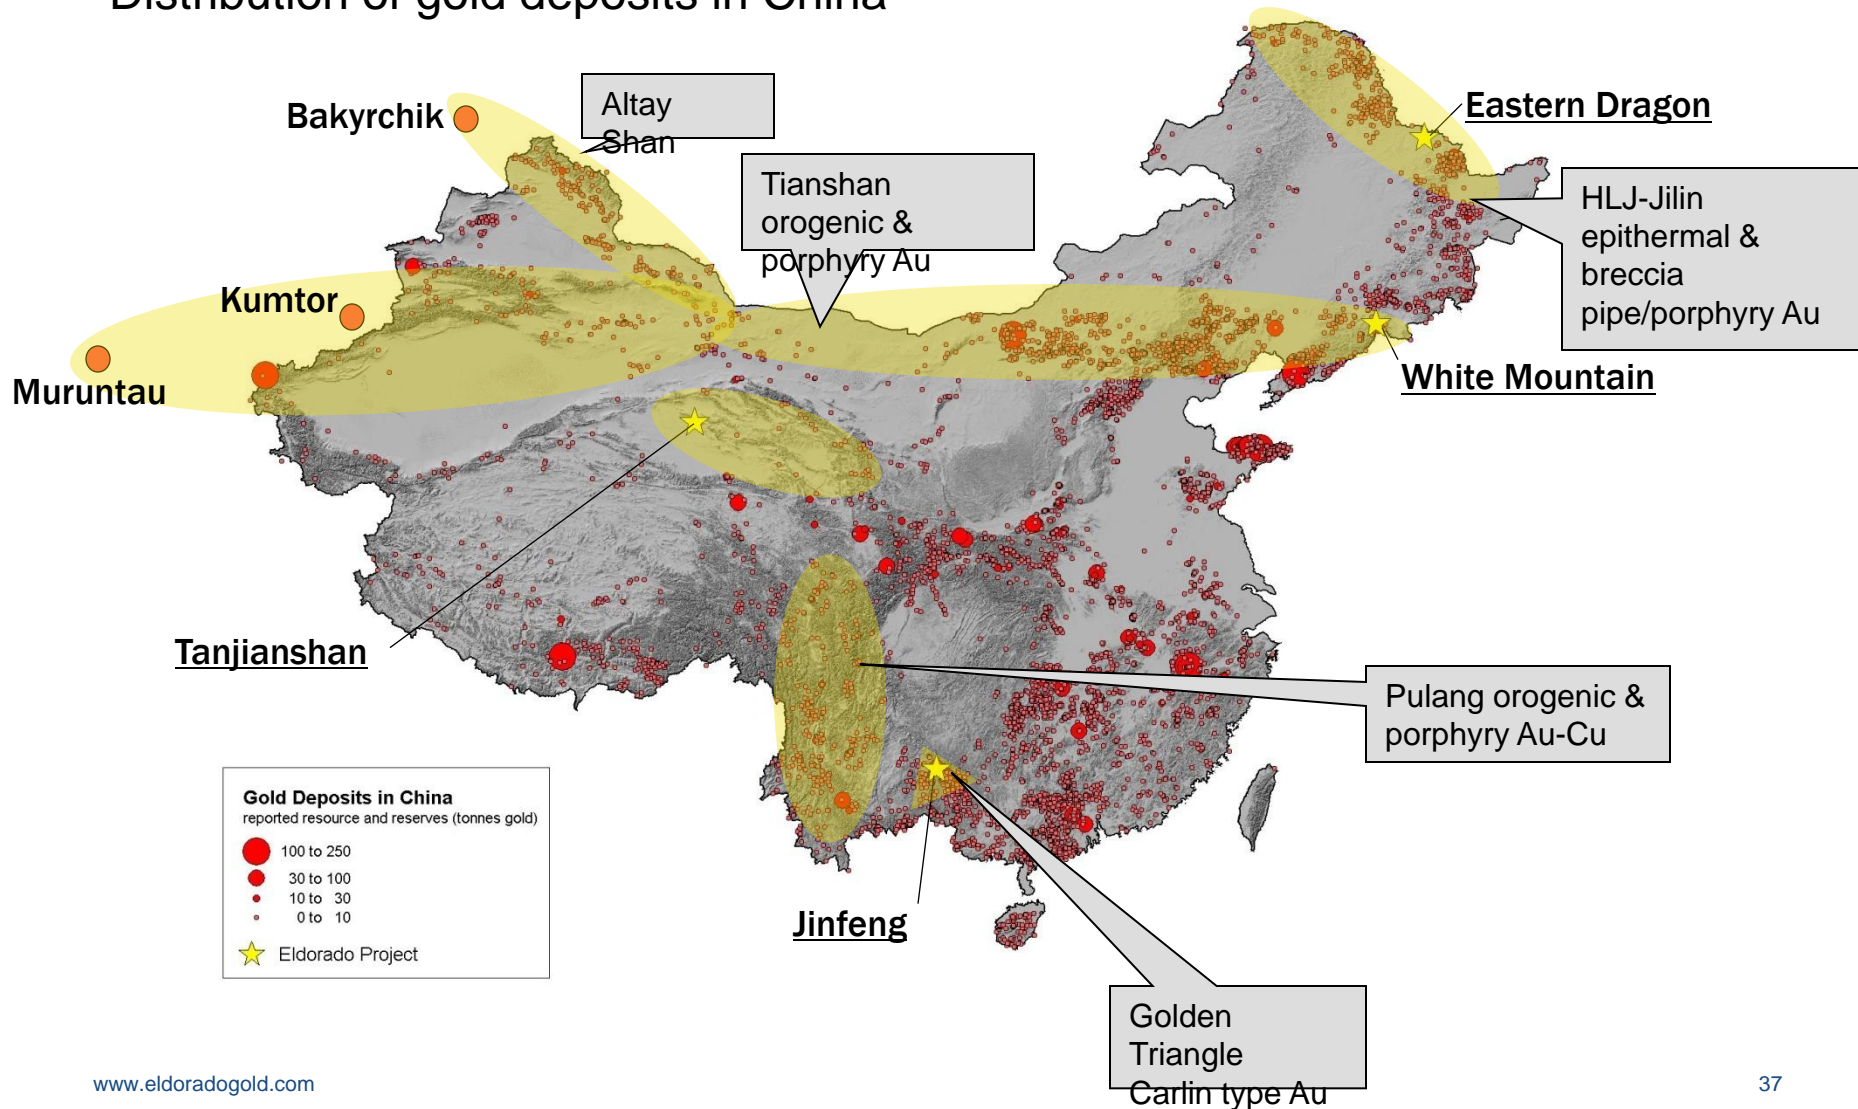 Distribution of gold deposits in China
Bakyrchik
Altay
Shan
Eastern Dragon
Tianshan
orogenic &
porphyry Au
HLJ-Jilin
epithermal &
breccia
pipe/porphyry Au
Kumtor
Muruntau
White Mountain
Tanjianshan
Pulang orogenic &
porphyry Au-Cu
Gold Deposits in China
reported resource and reserves (tonnes gold)
100 to 250
30 to 100
10 to 30
0 to 10
Eldorado Project
Jinfeng
Golden
Triangle
Carlin type Au
www.eldoradogold.com
37